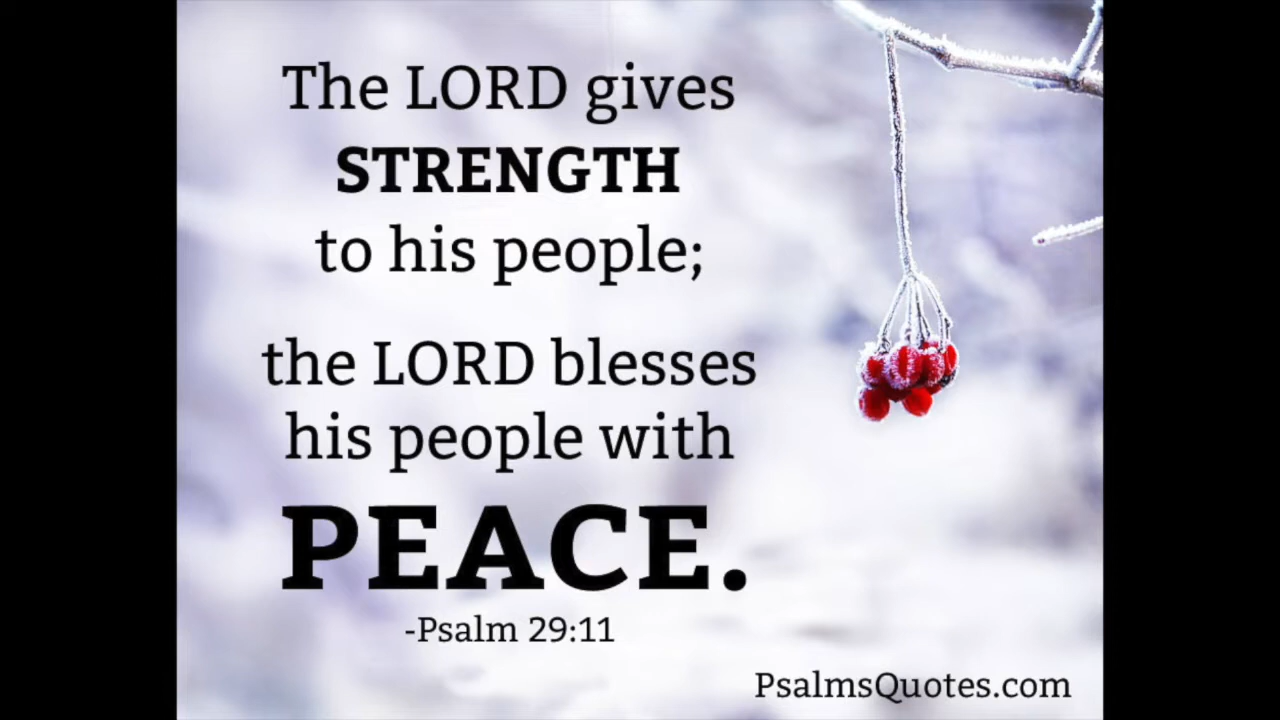 The LORD gives
STRENGTH
to his people;
the LORD blesses
his people with
PEACE.
-Psalm 29:11
PsalmsQuotes.com